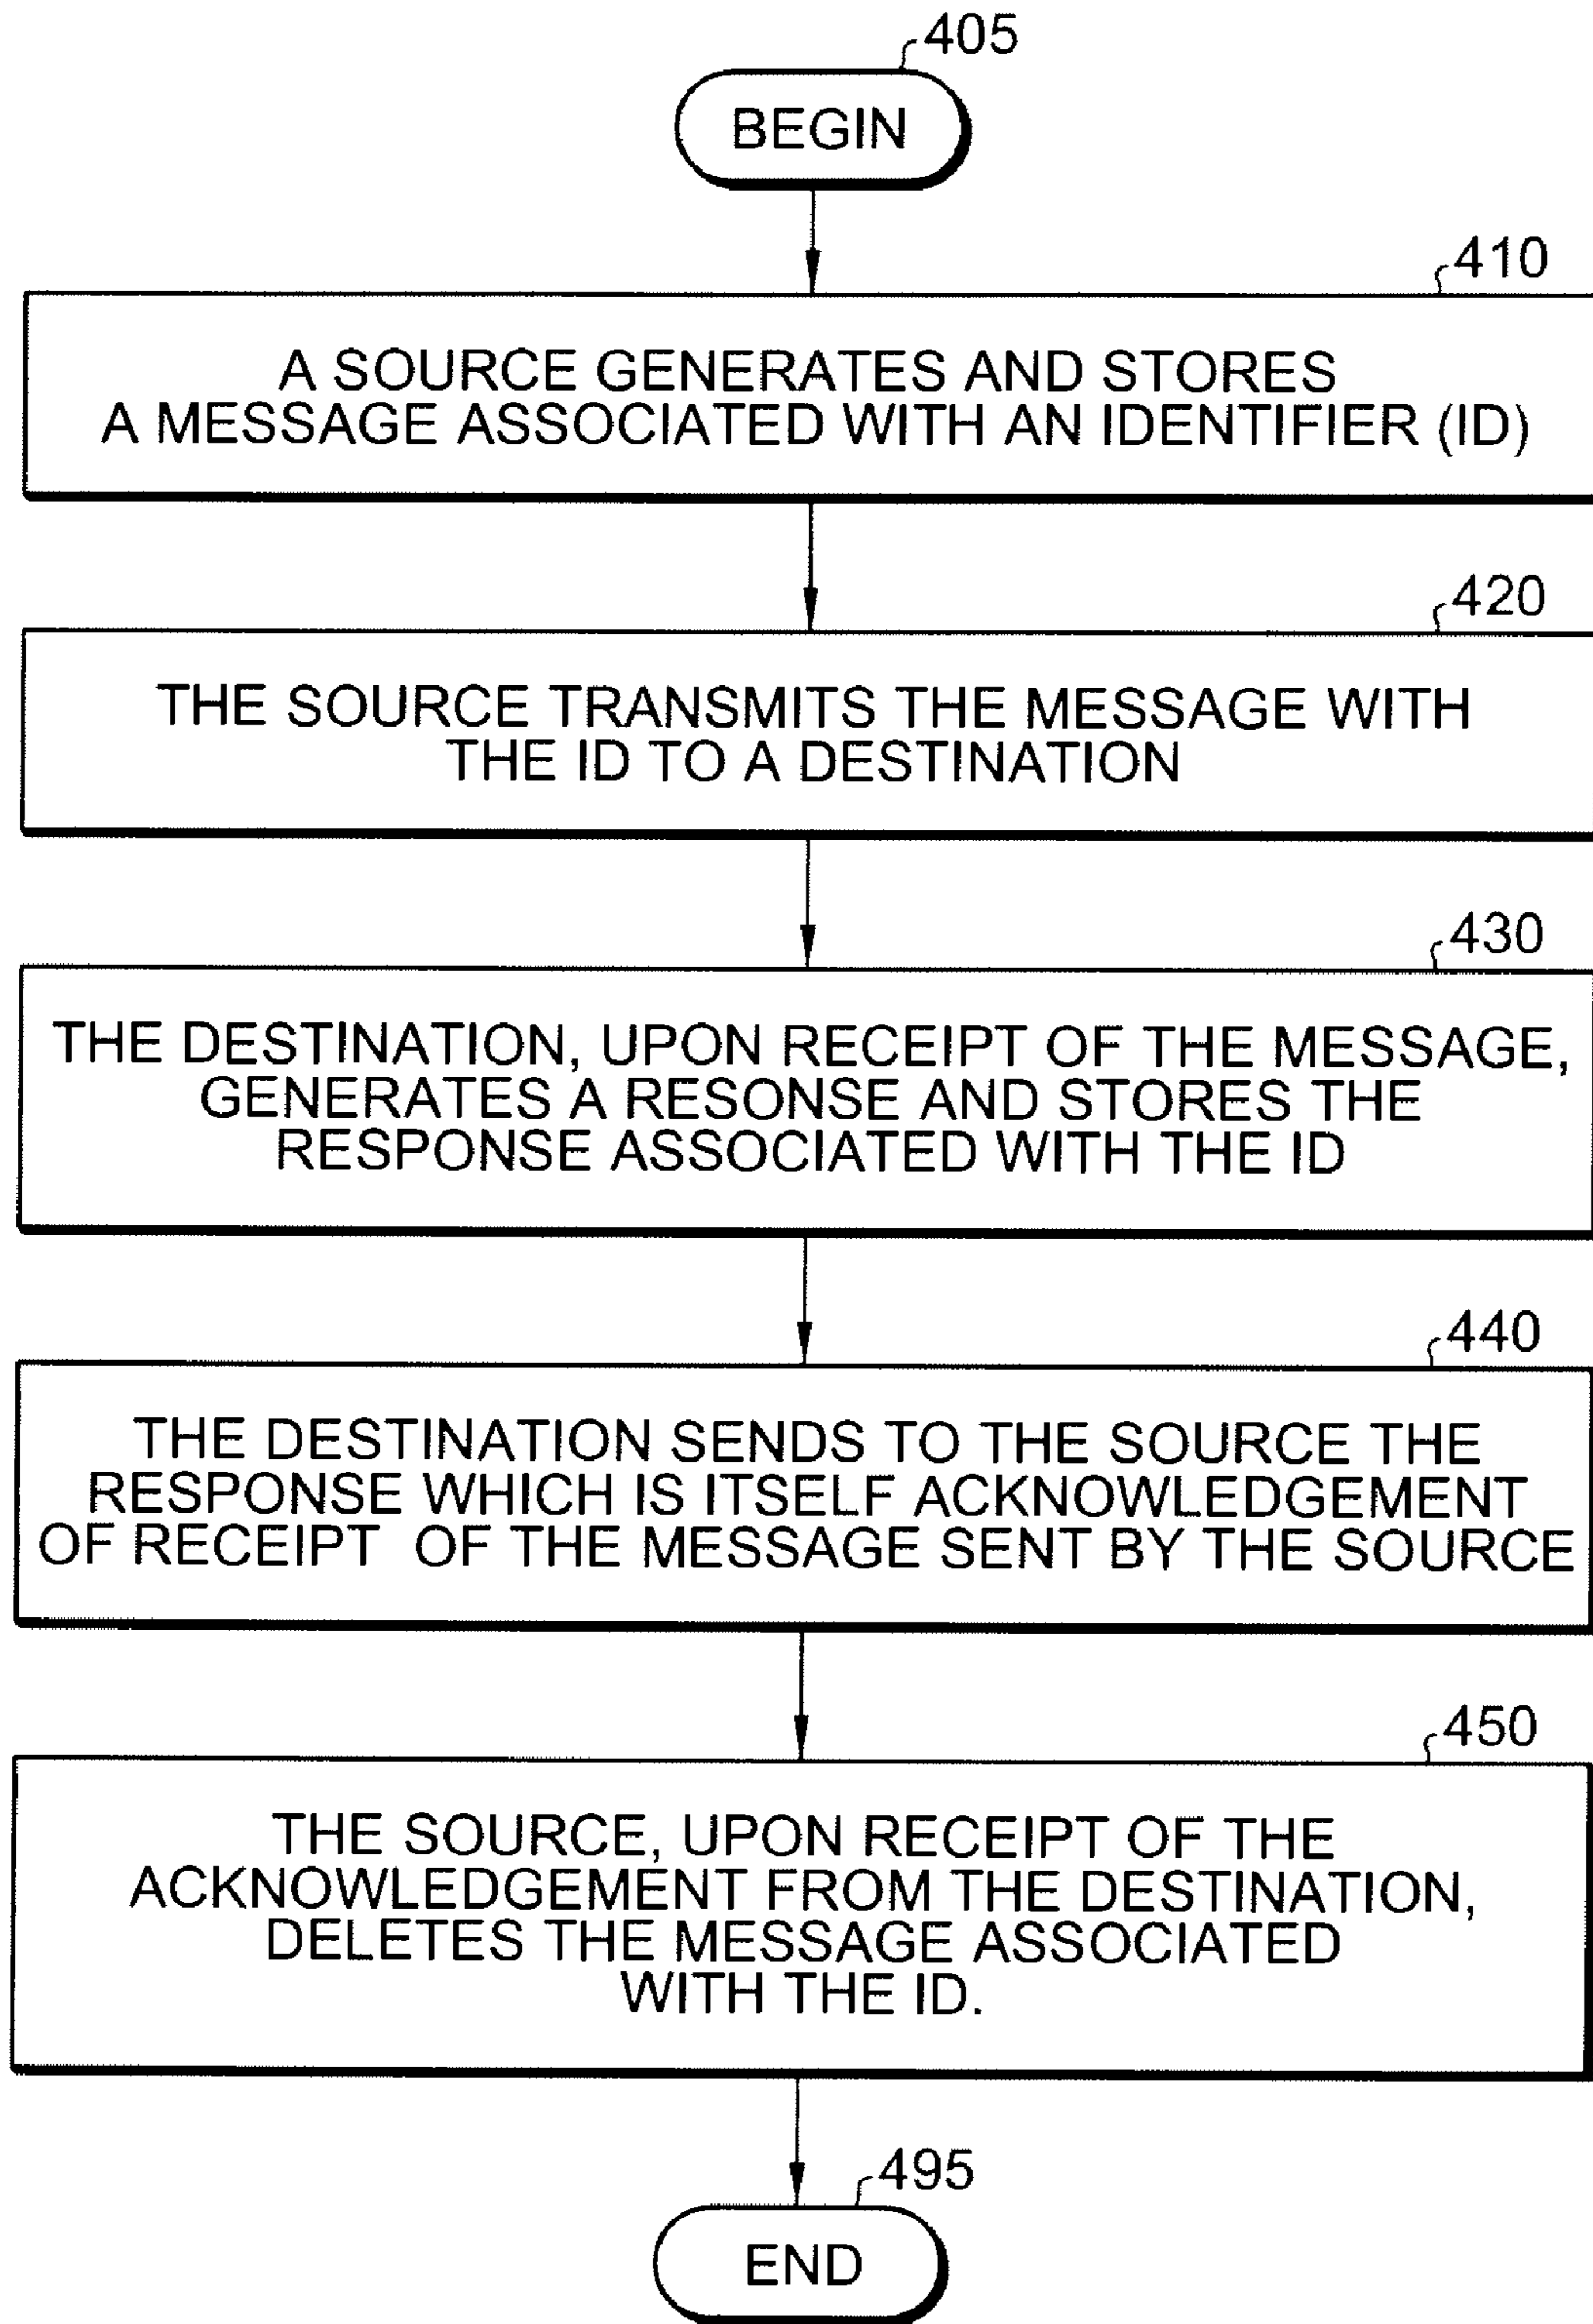 405
BEGIN
410
A SOURCE GENERATES AND STORES
A MESSAGE ASSOCIATED WITH AN IDENTIFIER (ID)
420
THE SOURCE TRANSMITS THE MESSAGE WITH
THE ID TO A DESTINATION
430
THE DESTINATION, UPON RECEIPT OF THE MESSAGE,
GENERATES A RESONSE AND STORES THE
RESPONSE ASSOCIATED WITH THE ID
440
THE DESTINATION SENDS TO THE SOURCE THE
RESPONSE WHICH IS ITSELF ACKNOWLEDGEMENT
OF RECEIPT OF THE MESSAGE SENT BY THE SOURCE
450
THE SOURCE, UPON RECEIPT OF THE
ACKNOWLEDGEMENT FROM THE DESTINATION,
DELETES THE MESSAGE ASSOCIATED
WITH THE ID.
495
END